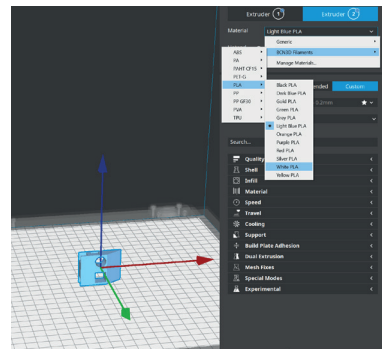 Extruder 1 Extruder 2
Material Light Blue PLA
Generic
BCN3D Filaments
Manage Materials...
ABS
PA
PAHT CF15
PET-G
PLA
PP
PP GF30
PVA
TPU
Black PLA
Dark Blue PLA
Gold PLA
Green PLA
Gray PLA
Light Blue PLA
Orange PLA
Purple PLA
Red PLA
Silver PLA
White PLA
Yellow PLA
Custom
0.2mm
Search...
Quality
Shell
Infill
Material
Speed
Travel
Cooling
Support
Build Plate Adhesion
Dual Extrusion
Mesh Fixes
Special Modes
Experimental